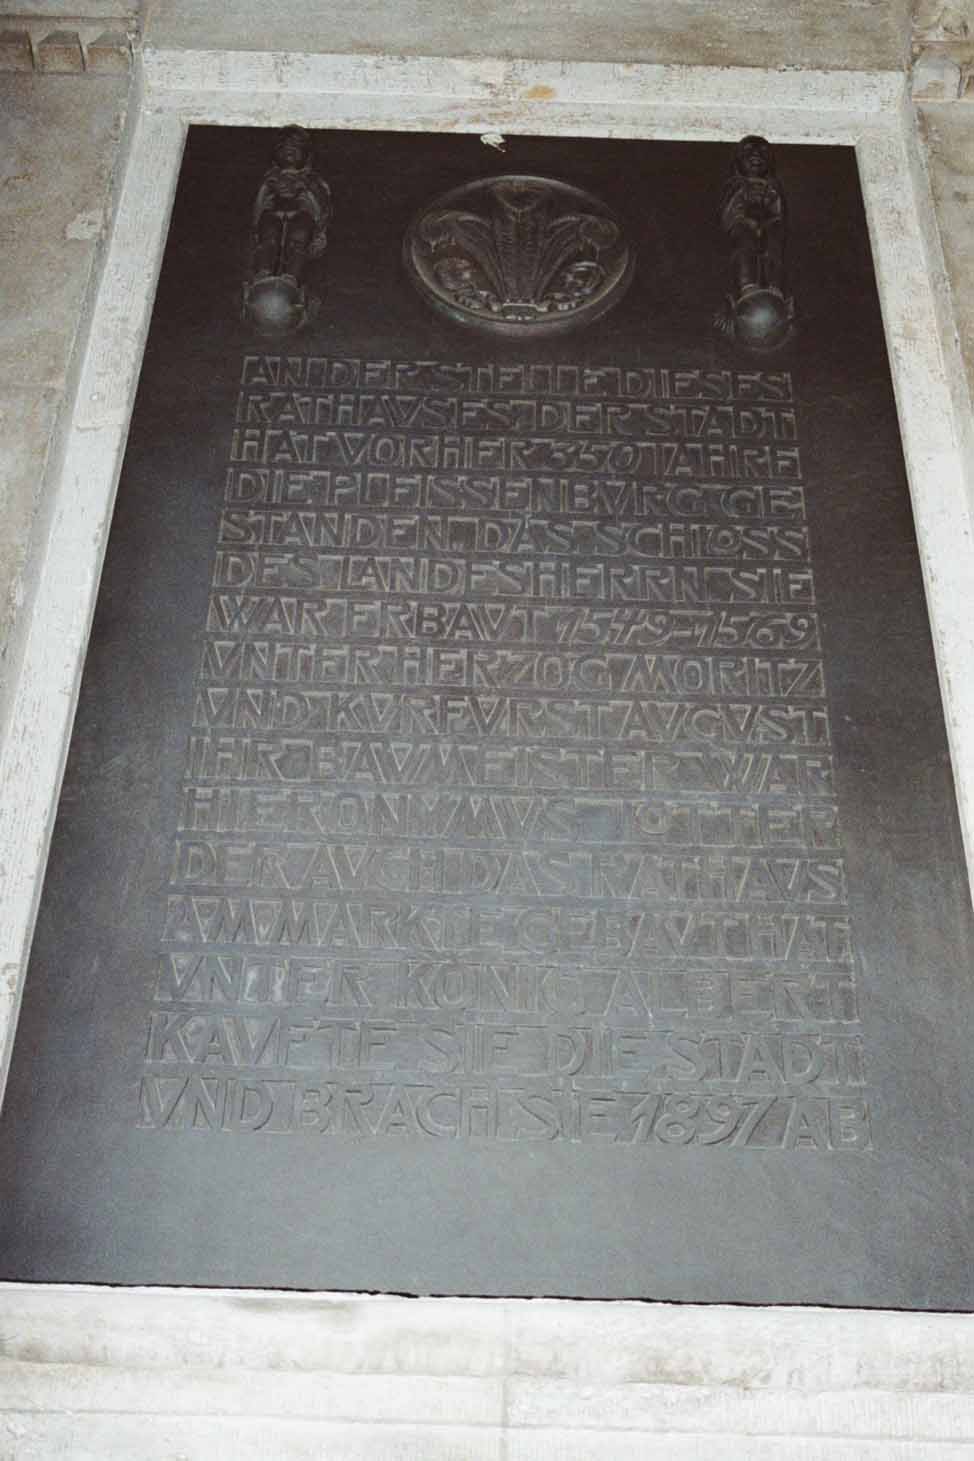 AN DER STELLE DIESES
RATHAVSES DER STADT
HAT VORHER 350 JAHRE
DIE PLEISSENBVRG GE
STANDEN DAS SCHLOSS
DES LANDESHERRN SIE
WAR ERBAVT 1549-1569
VNTER HERZOG MORITZ
VND KVRFVRST AVGVST
IHR BAVMEISTER WAR
HIERONYMVS LOTTER
DER AVCH DAS RATHAVS
AM MARKTE GEBAVT HAT
VNTER KÖNIG ALBERT
KAVFTE SIE DIE STADT
VND BRACH SIE 1897 AB